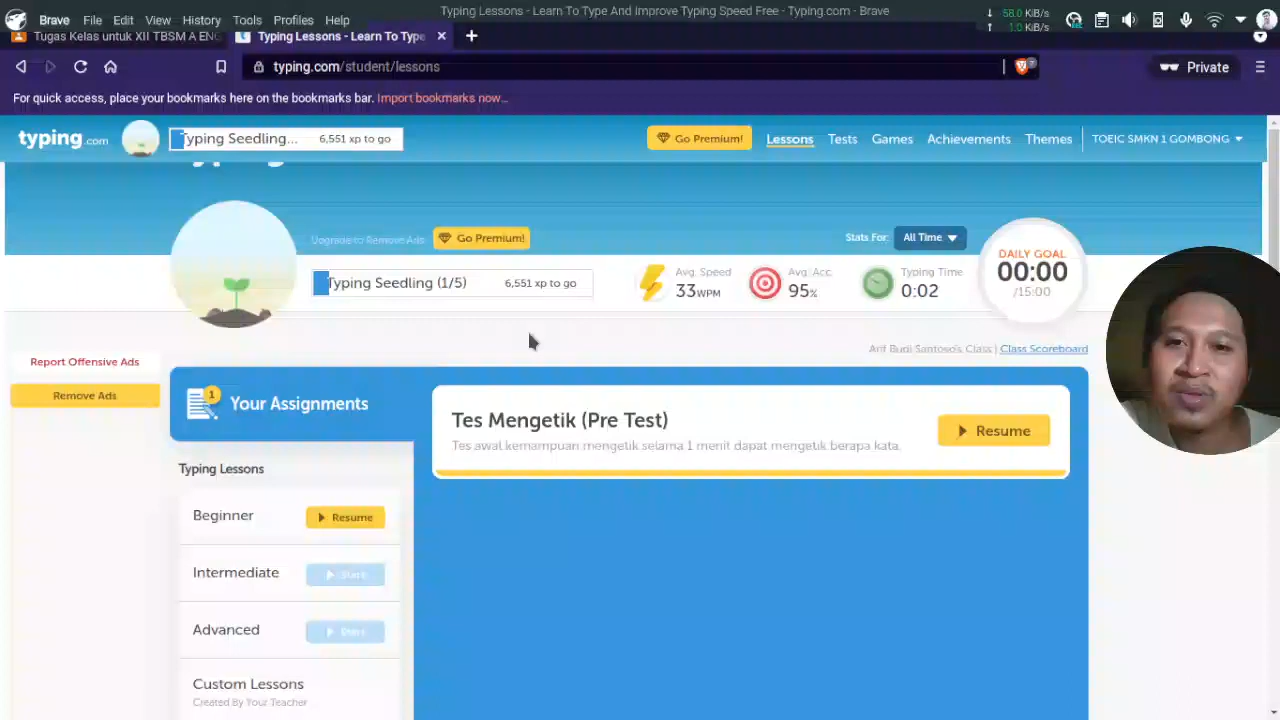 Brave File Edit View History Tools Profiles Help
Typing Lessons - Learn To Type And Improve Typing Speed Free - Typing.com - Brave
58.0 KiB/s
1.0 KiB/s
Tugas Kelas untuk XII TBSM A ENG
Typing Lessons - Learn To Type
typing.com/student/lessons
Private
For quick access, place your bookmarks here on the bookmarks bar. Import bookmarks now...
typing.com
Typing Seedling... 6,551 xp to go
Go Premium!
Lessons Tests Games Achievements Themes TOEIC SMKN 1 GOMBONG
Upgrade to Remove Ads Go Premium!
Stats For: All Time
Typing Seedling (1/5) 6,551 xp to go
Avg. Speed
33WPM
Avg. Acc.
95%
Typing Time
0:02
DAILY GOAL
00:00
/15:00
Arif Budi Santoso's Class | Class Scoreboard
Report Offensive Ads
Remove Ads
1
Your Assignments
Tes Mengetik (Pre Test)
Tes awal kemampuan mengetik selama 1 menit dapat mengetik berapa kata.
Resume
Typing Lessons
Beginner Resume
Intermediate Start
Advanced Start
Custom Lessons
Created By Your Teacher